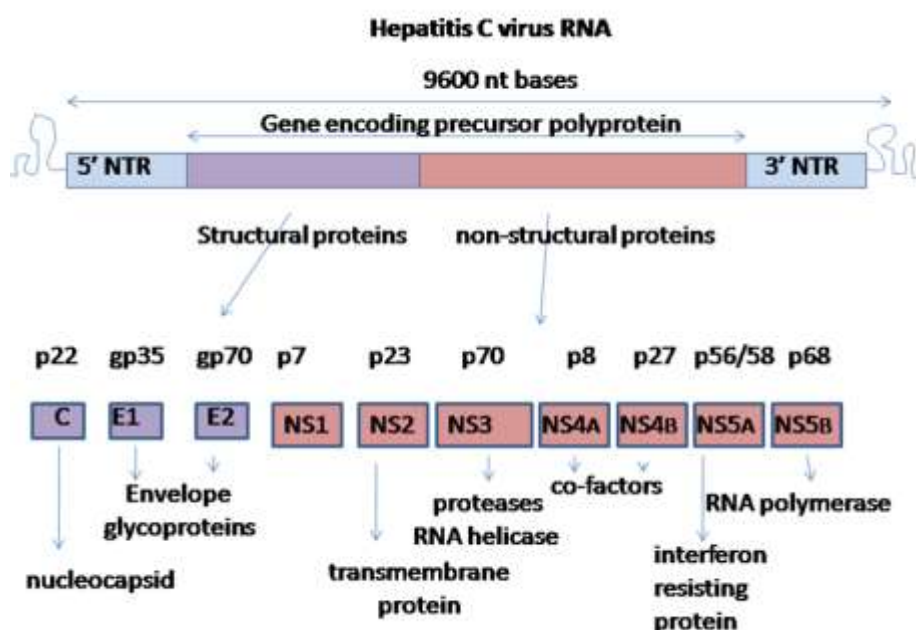 Hepatitis C virus RNA
9600 nt bases
Gene encoding precursor polyprotein
5' NTR
3' NTR
Structural proteins
non-structural proteins
p22 gp35 gp70 p7 p23 p70 p8 p27 p56/58 p68
C E1 E2 NS1 NS2 NS3 NS4A NS4B NS5A NS5B
Envelope
glycoproteins
nucleocapsid
transmembrane
protein
proteases
RNA helicase
co-factors
interferon
resisting
protein
RNA polymerase